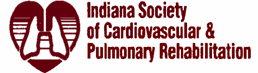 Indiana Society
of Cardiovascular &
Pulmonary Rehabilitation